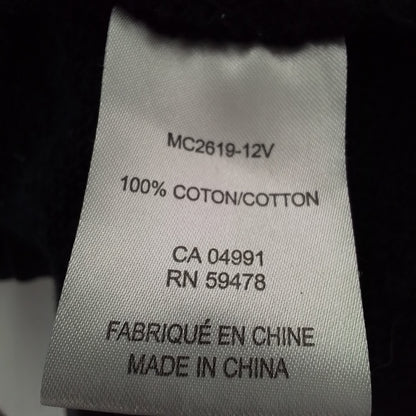 MC2619-12V
100% COTON/COTTON
CA 04991
RN 59478
FABRIQUÉ EN CHINE
MADE IN CHINA